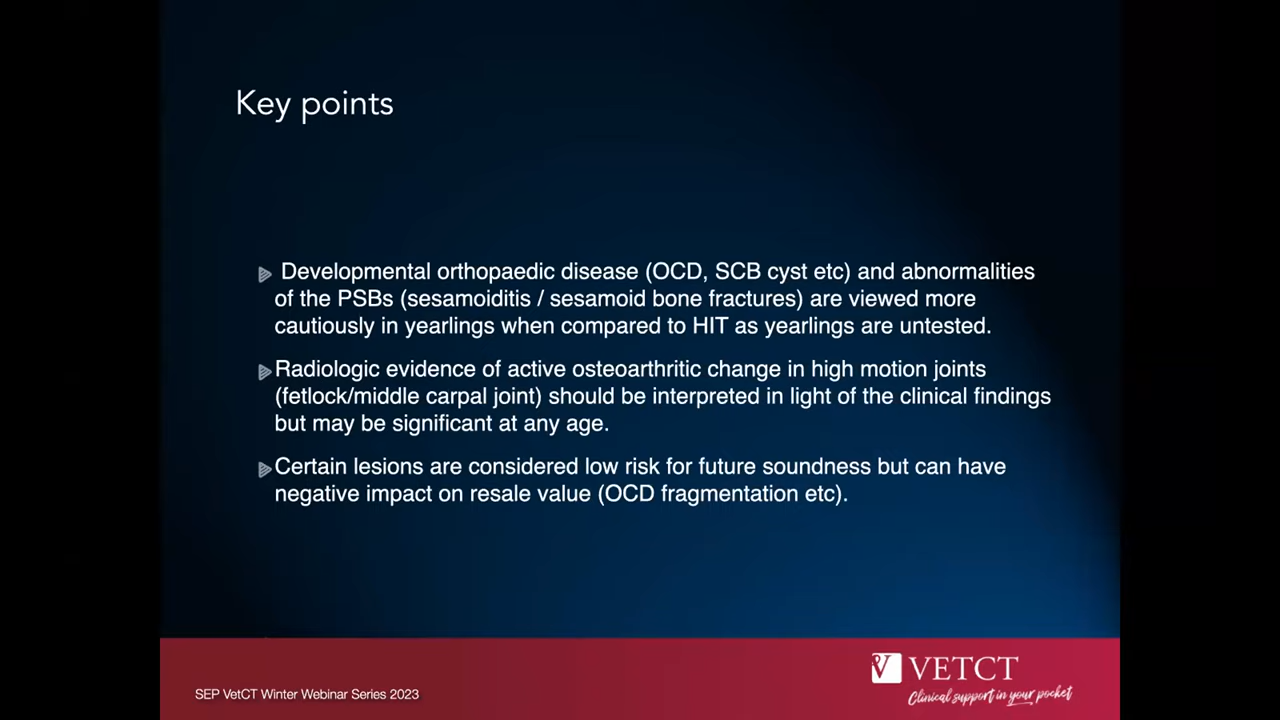 Key points
Developmental orthopaedic disease (OCD, SCB cyst etc) and abnormalities
of the PSBs (sesamoiditis / sesamoid bone fractures) are viewed more
cautiously in yearlings when compared to HIT as yearlings are untested.
Radiologic evidence of active osteoarthritic change in high motion joints
(fetlock/middle carpal joint) should be interpreted in light of the clinical findings
but may be significant at any age.
Certain lesions are considered low risk for future soundness but can have
negative impact on resale value (OCD fragmentation etc).
SEP VetCT Winter Webinar Series 2023
V VETCT
Clinical support in your pocket